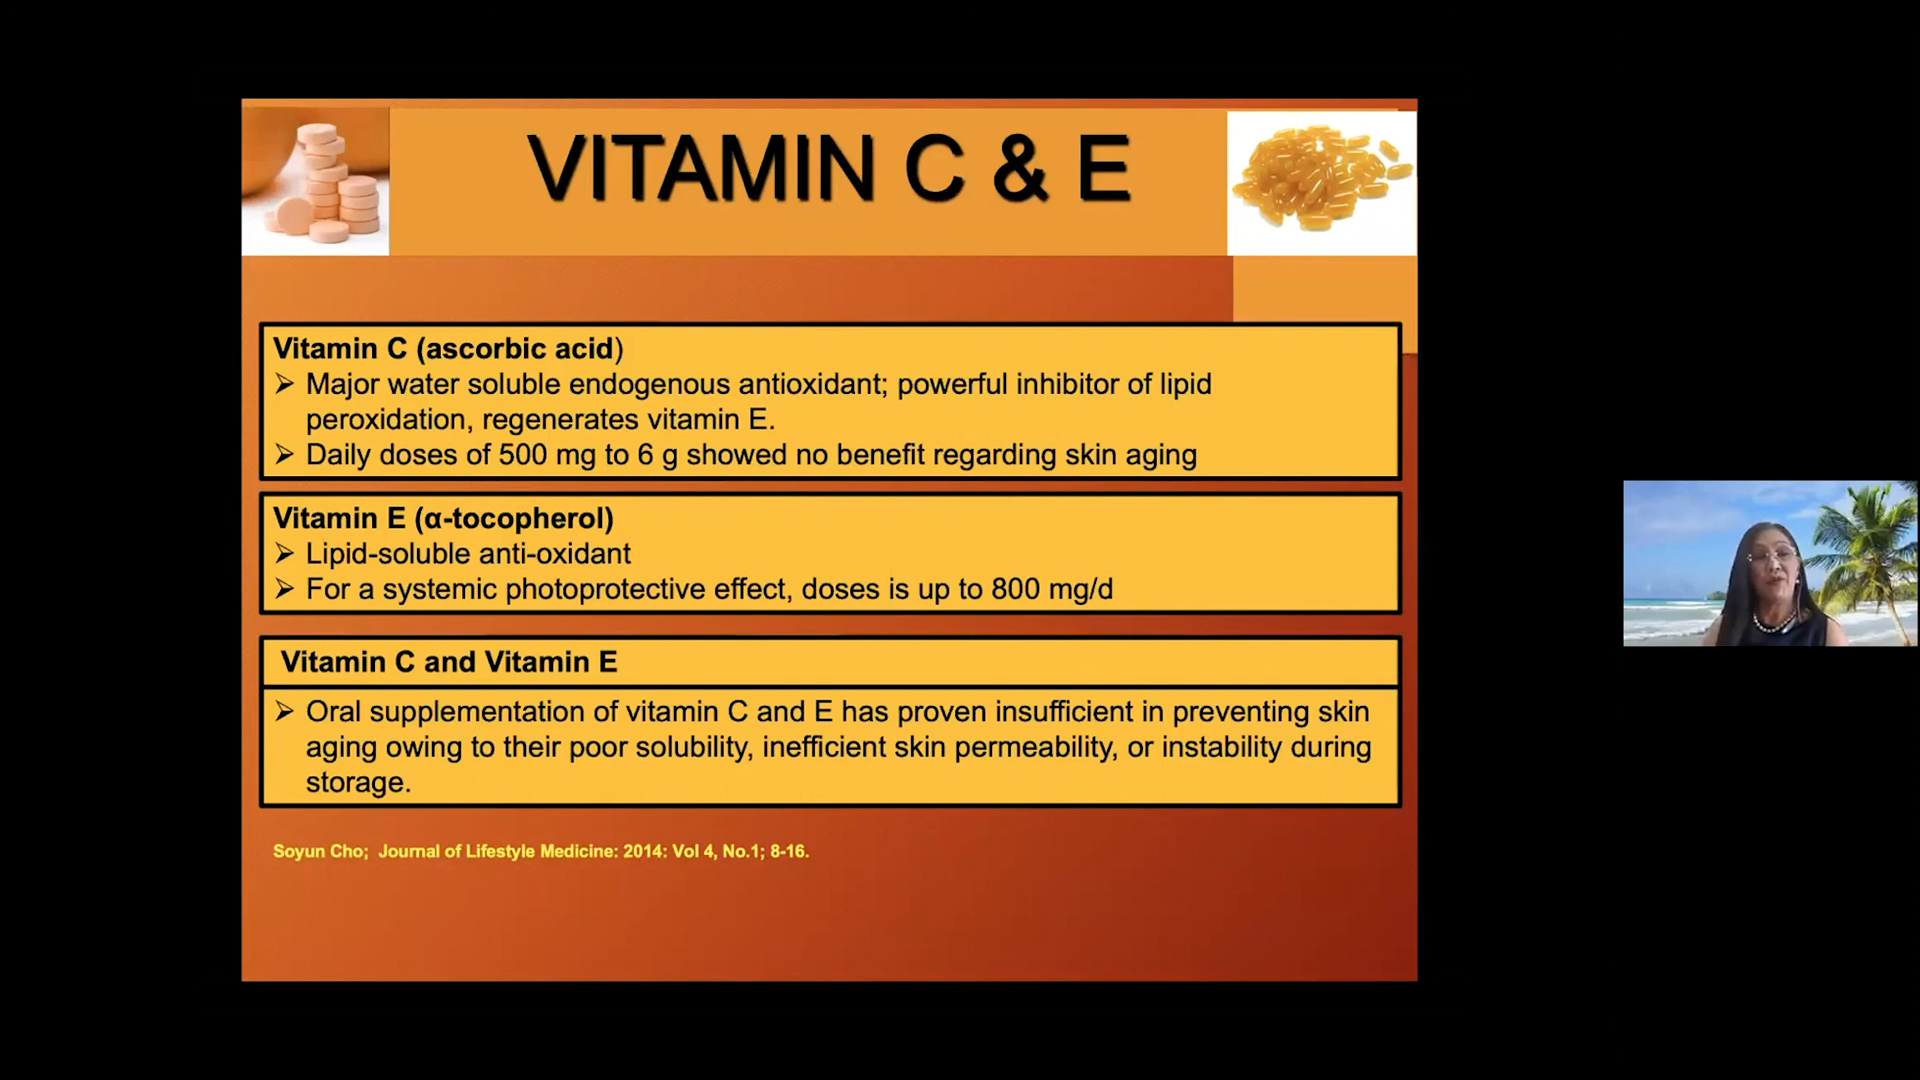 VITAMIN C & E
Vitamin C (ascorbic acid)
➢ Major water soluble endogenous antioxidant; powerful inhibitor of lipid
peroxidation, regenerates vitamin E.
➢ Daily doses of 500 mg to 6 g showed no benefit regarding skin aging
Vitamin E (α-tocopherol)
➢ Lipid-soluble anti-oxidant
➢ For a systemic photoprotective effect, doses is up to 800 mg/d
Vitamin C and Vitamin E
➢ Oral supplementation of vitamin C and E has proven insufficient in preventing skin
aging owing to their poor solubility, inefficient skin permeability, or instability during
storage.
Soyun Cho; Journal of Lifestyle Medicine: 2014: Vol 4, No.1; 8-16.